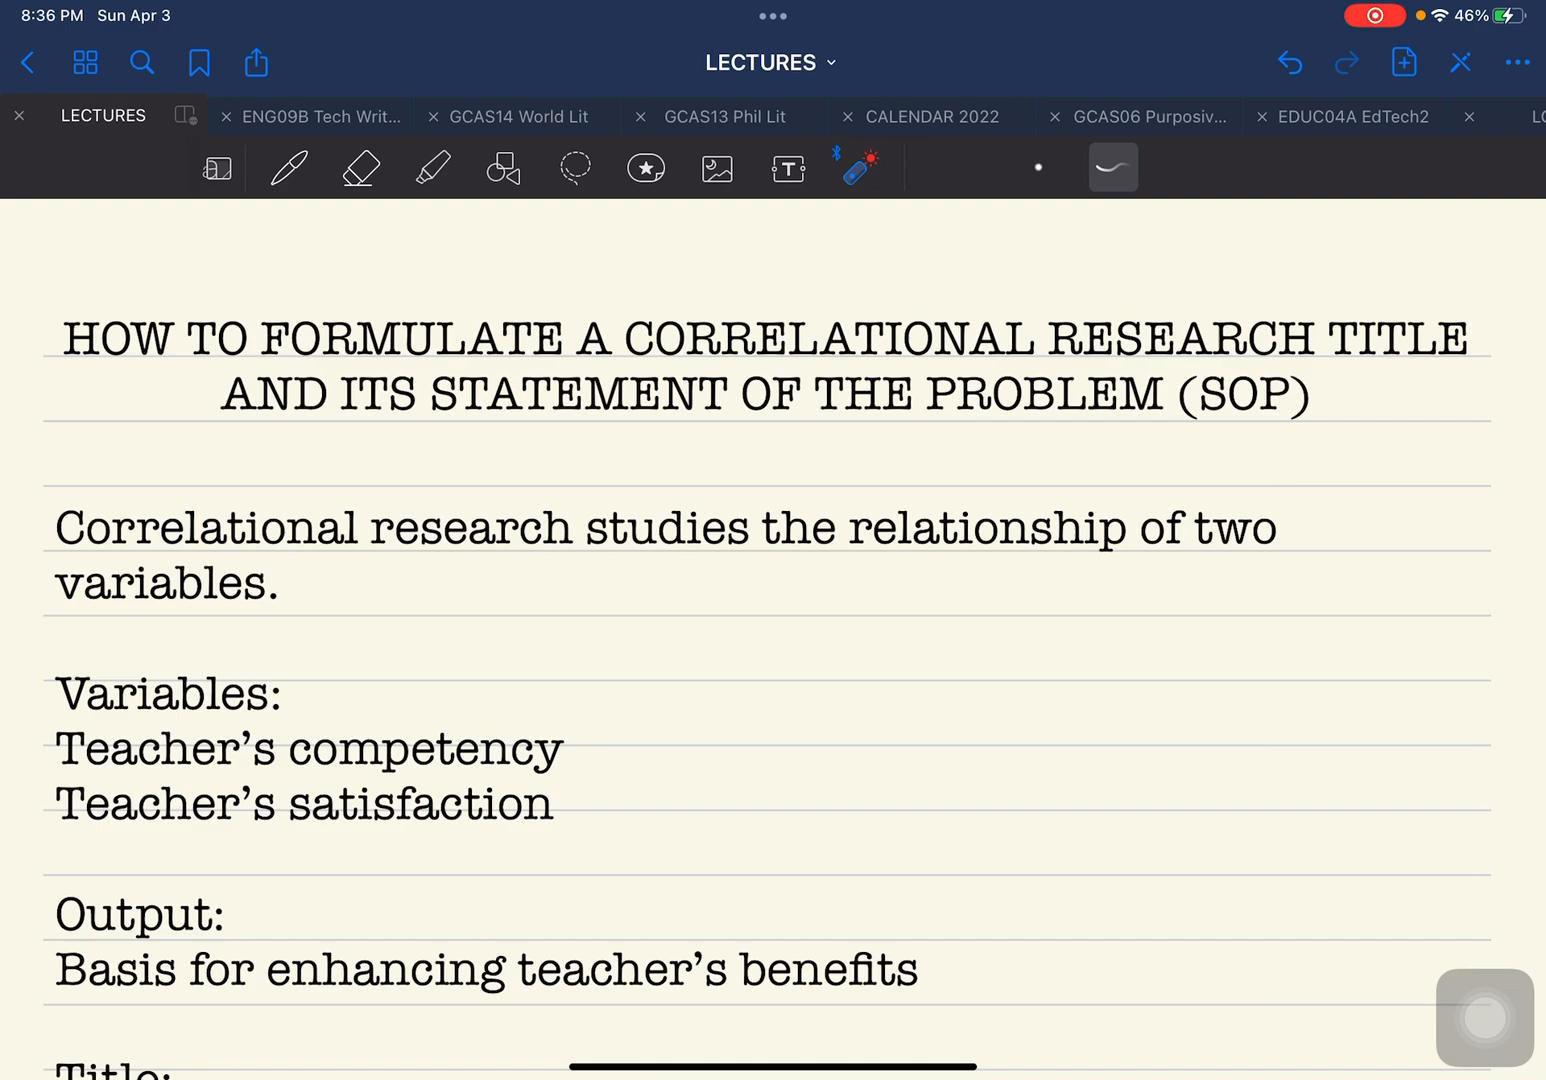 8:36 PM Sun Apr 3
46%
LECTURES
LECTURES
ENG09B Tech Writ...
GCAS14 World Lit
GCAS13 Phil Lit
CALENDAR 2022
GCAS06 Purposiv...
EDUC04A EdTech2
HOW TO FORMULATE A CORRELATIONAL RESEARCH TITLE
AND ITS STATEMENT OF THE PROBLEM (SOP)
Correlational research studies the relationship of two
variables.
Variables:
Teacher's competency
Teacher's satisfaction
Output:
Basis for enhancing teacher's benefits
Title: